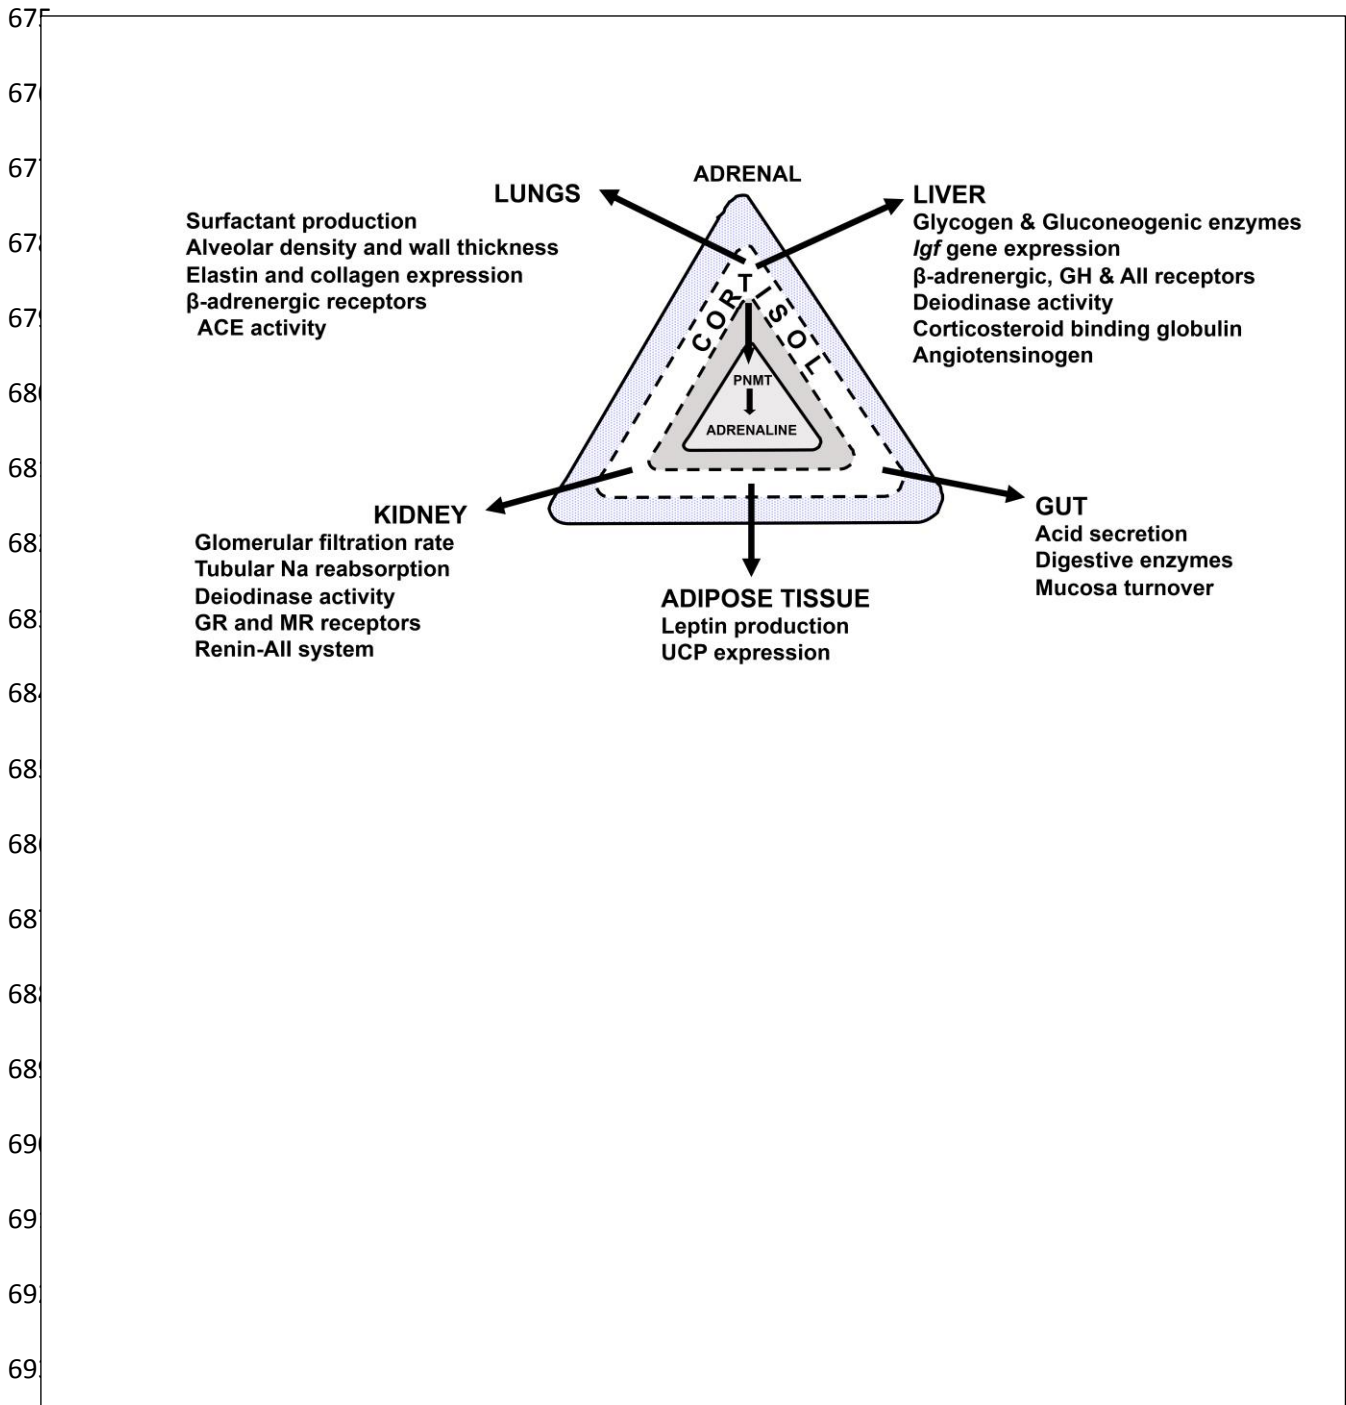 675
ADRENAL
LUNGS
Surfactant production
Alveolar density and wall thickness
Elastin and collagen expression
β-adrenergic receptors
ACE activity
LIVER
Glycogen & Gluconeogenic enzymes
Igf gene expression
β-adrenergic, GH & AII receptors
Deiodinase activity
Corticosteroid binding globulin
Angiotensinogen
CORTISOL
PNMT
ADRENALINE
KIDNEY
Glomerular filtration rate
Tubular Na reabsorption
Deiodinase activity
GR and MR receptors
Renin-AII system
ADIPOSE TISSUE
Leptin production
UCP expression
GUT
Acid secretion
Digestive enzymes
Mucosa turnover